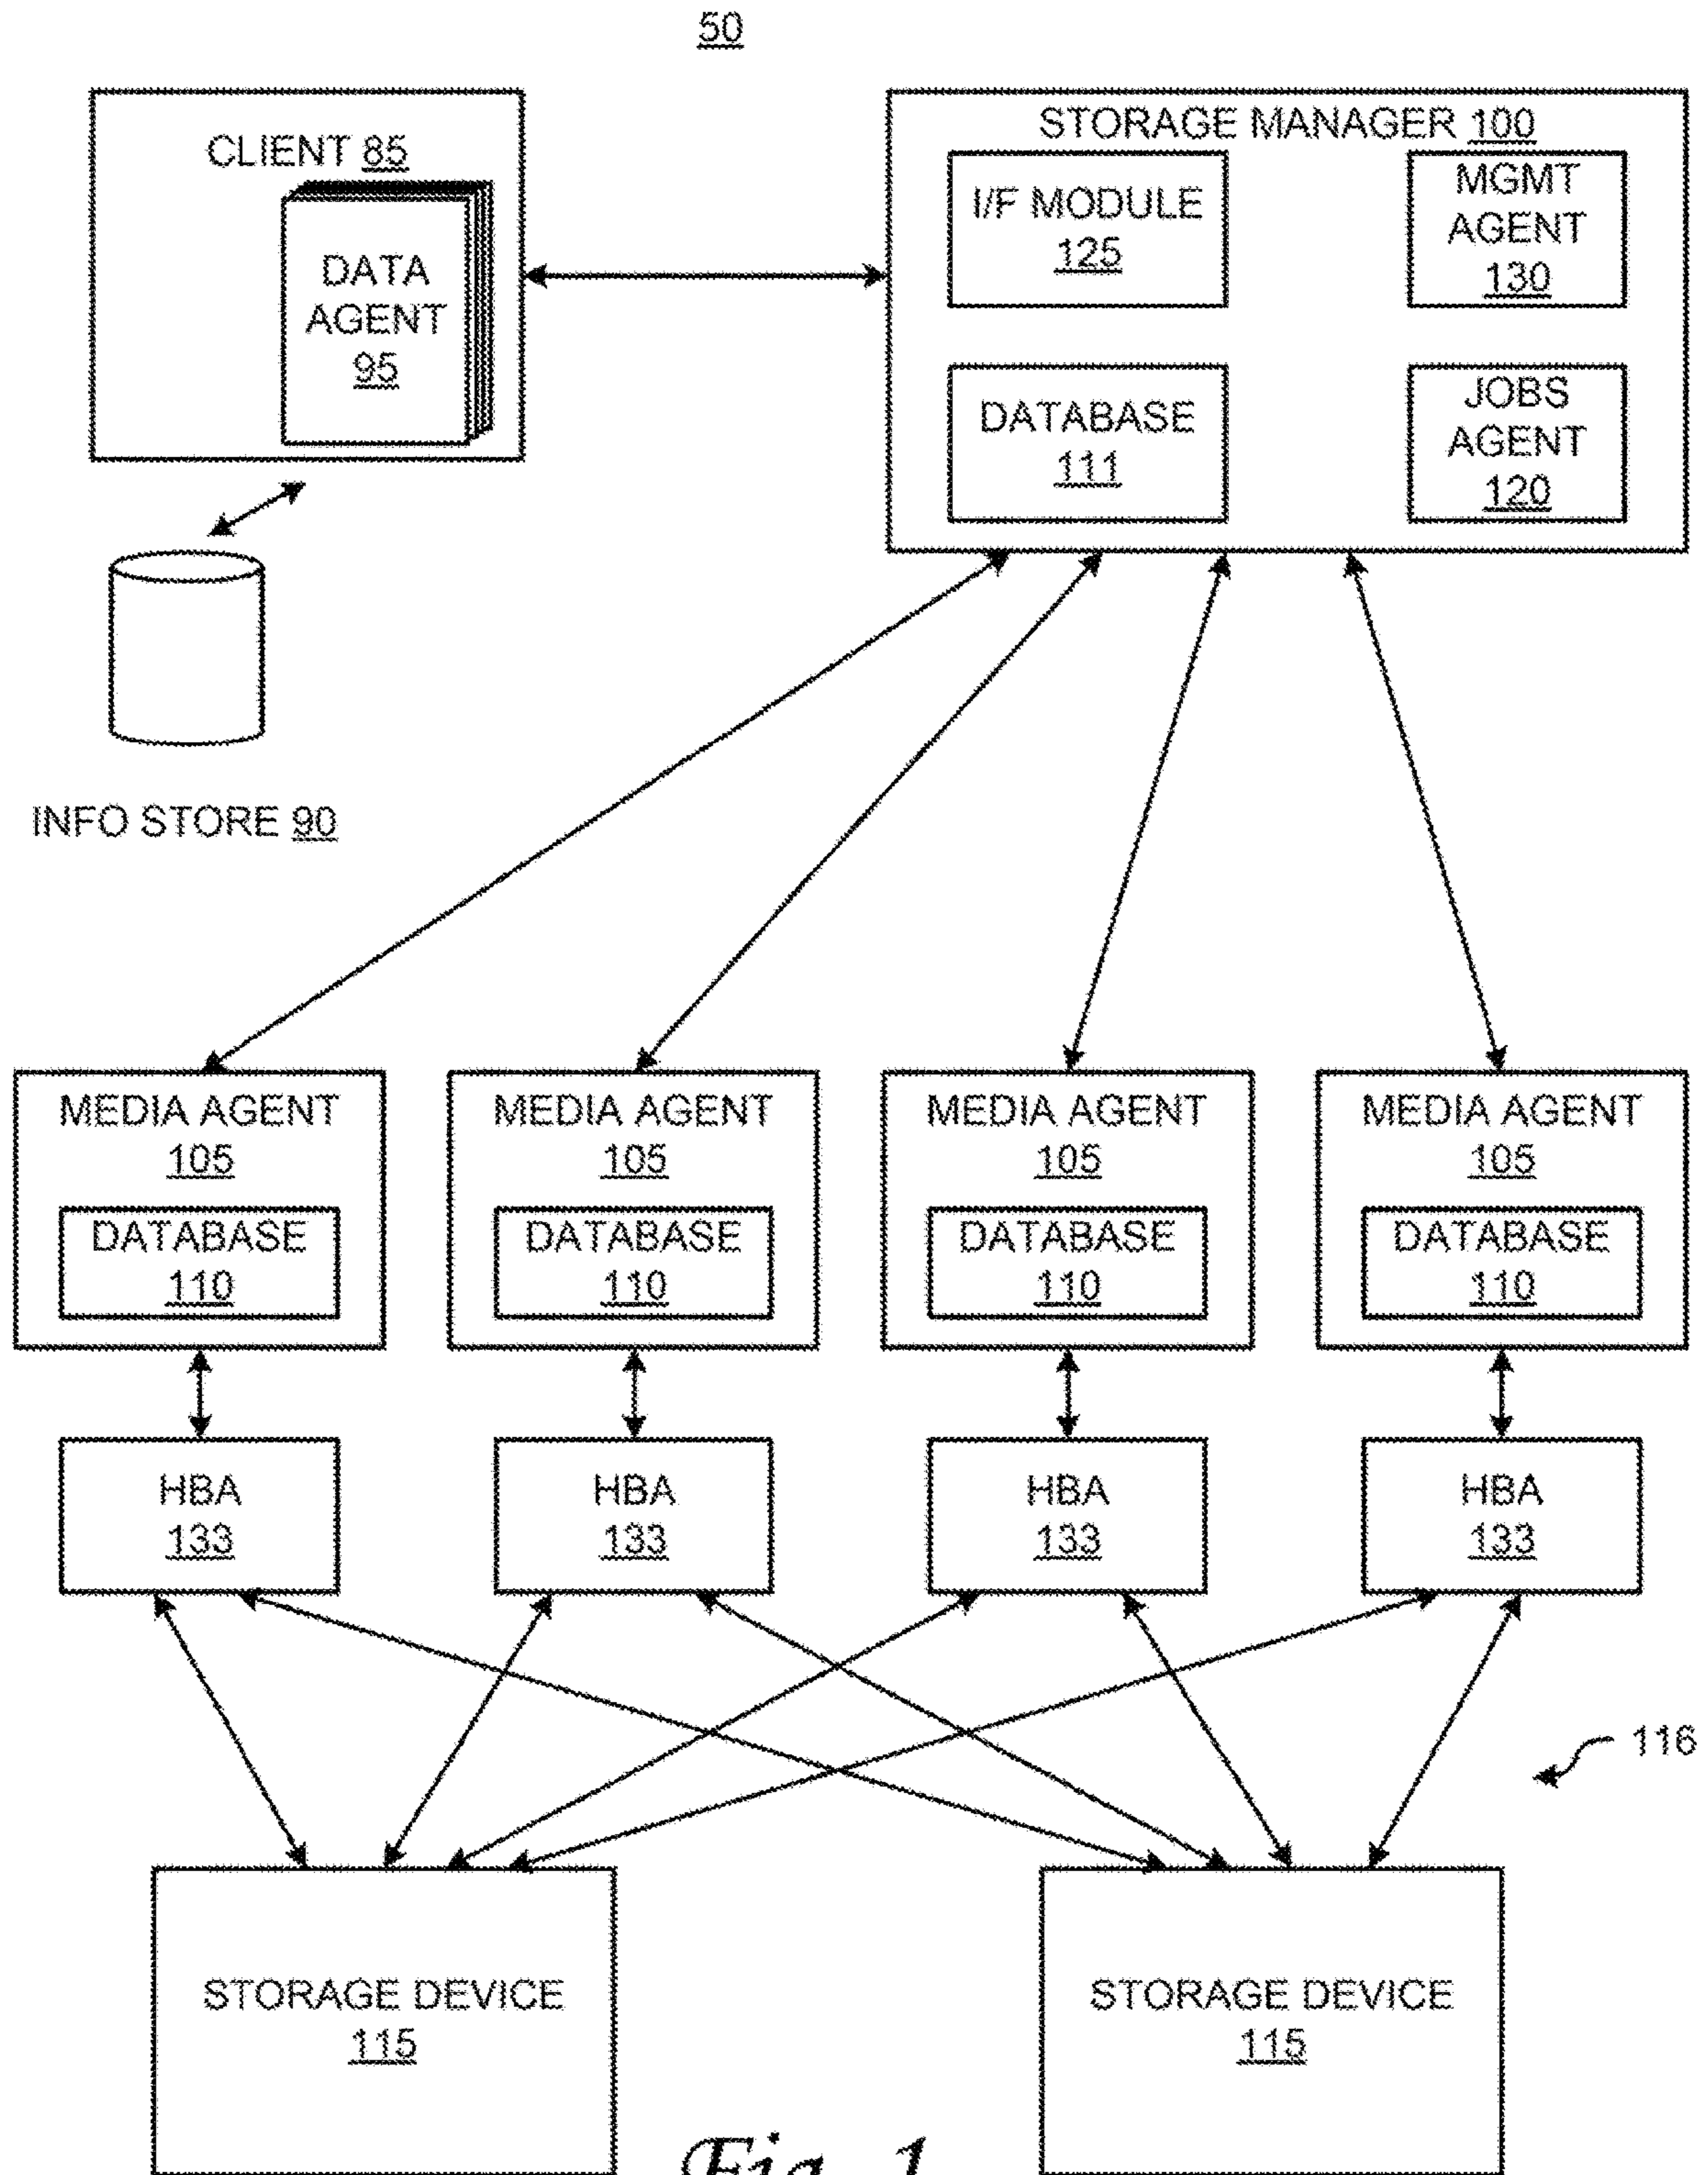 50
CLIENT 85
DATA
AGENT
95
STORAGE MANAGER 100
I/F MODULE
125
MGMT
AGENT
130
DATABASE
111
JOBS
AGENT
120
INFO STORE 90
MEDIA AGENT
105
DATABASE
110
MEDIA AGENT
105
DATABASE
110
MEDIA AGENT
105
DATABASE
110
MEDIA AGENT
105
DATABASE
110
HBA
133
HBA
133
HBA
133
HBA
133
116
STORAGE DEVICE
115
STORAGE DEVICE
115
Fig. 1